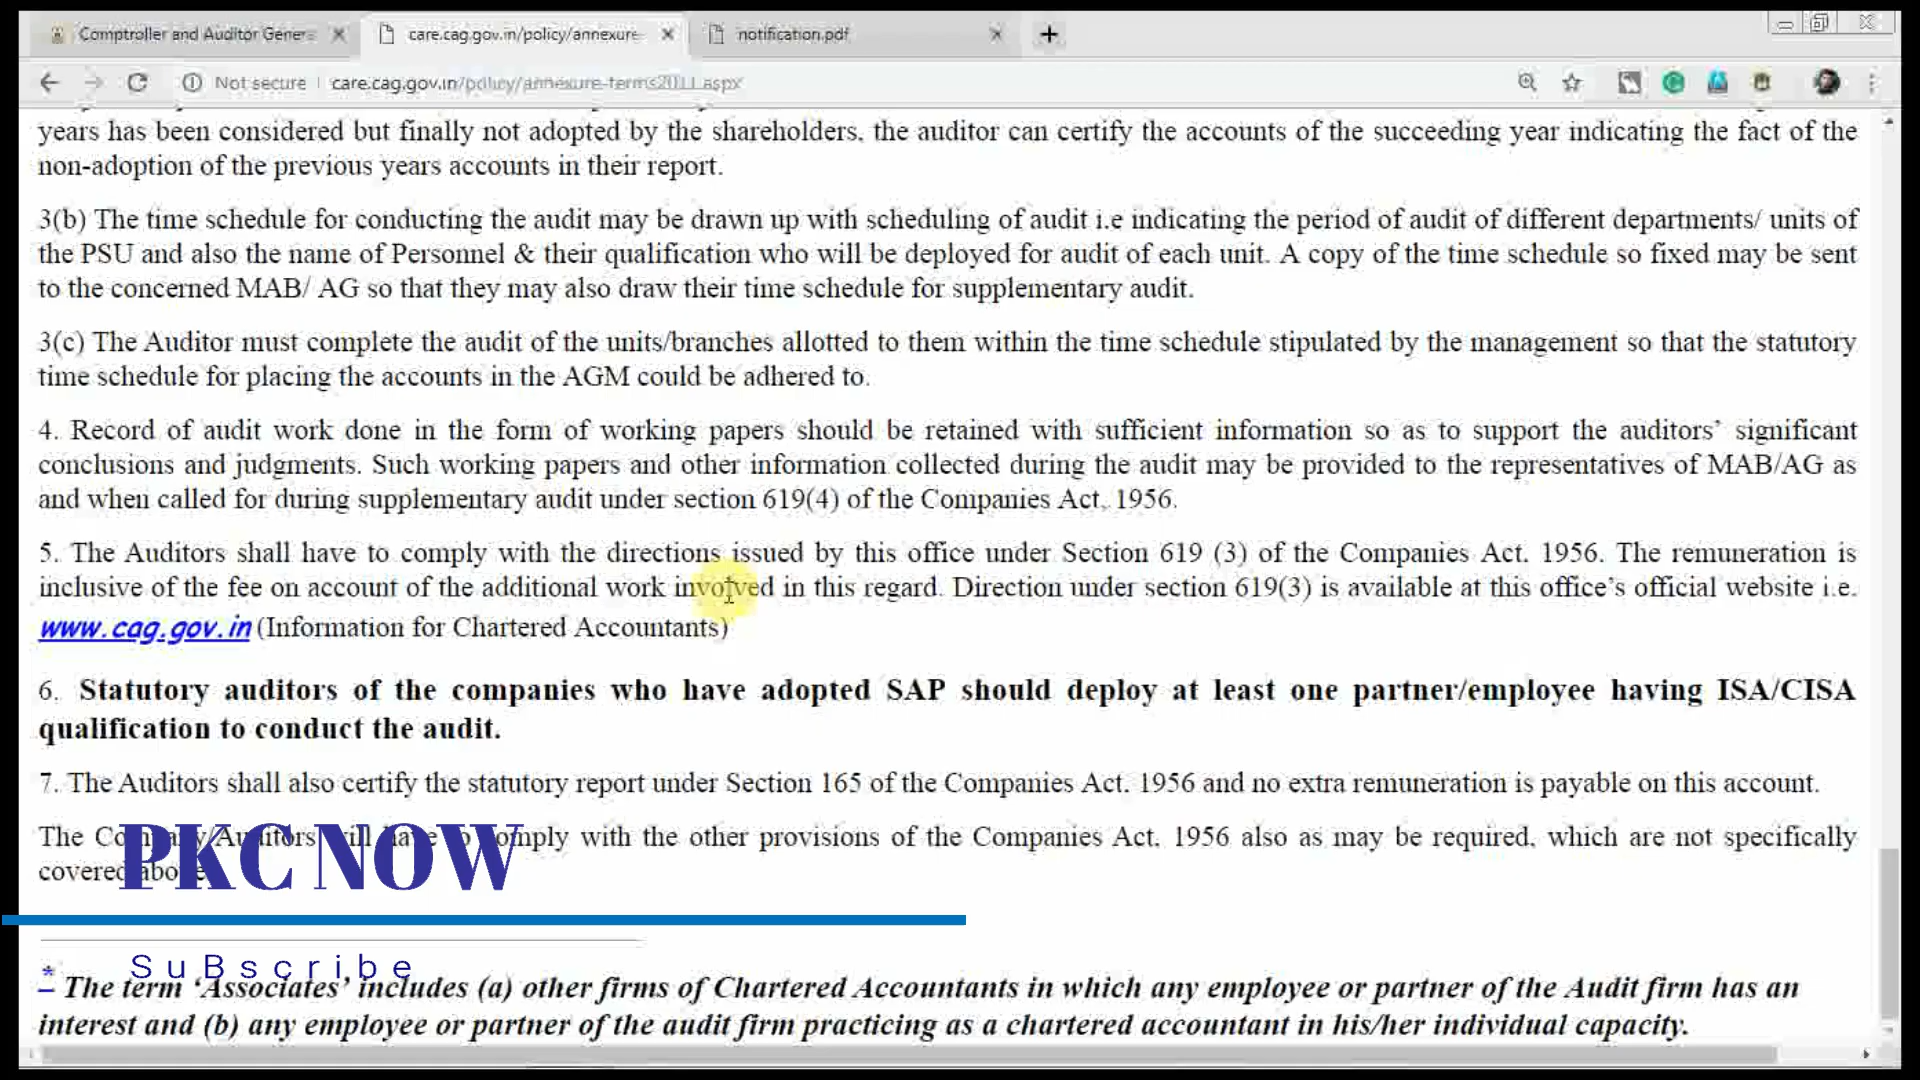 Comptroller and Auditor Genera
care.cag.gov.in/policy/annexure-
notification.pdf
Not secure
care.cag.gov.in/policy/annexure-terms2011.aspx
years has been considered but finally not adopted by the shareholders, the auditor can certify the accounts of the succeeding year indicating the fact of the
non-adoption of the previous years accounts in their report.
3(b) The time schedule for conducting the audit may be drawn up with scheduling of audit i.e indicating the period of audit of different departments/ units of
the PSU and also the name of Personnel & their qualification who will be deployed for audit of each unit. A copy of the time schedule so fixed may be sent
to the concerned MAB/ AG so that they may also draw their time schedule for supplementary audit.
3(c) The Auditor must complete the audit of the units/branches allotted to them within the time schedule stipulated by the management so that the statutory
time schedule for placing the accounts in the AGM could be adhered to.
4. Record of audit work done in the form of working papers should be retained with sufficient information so as to support the auditors’ significant
conclusions and judgments. Such working papers and other information collected during the audit may be provided to the representatives of MAB/AG as
and when called for during supplementary audit under section 619(4) of the Companies Act, 1956.
5. The Auditors shall have to comply with the directions issued by this office under Section 619 (3) of the Companies Act, 1956. The remuneration is
inclusive of the fee on account of the additional work involved in this regard. Direction under section 619(3) is available at this office’s official website i.e.
www.cag.gov.in (Information for Chartered Accountants)
6. Statutory auditors of the companies who have adopted SAP should deploy at least one partner/employee having ISA/CISA
qualification to conduct the audit.
7. The Auditors shall also certify the statutory report under Section 165 of the Companies Act, 1956 and no extra remuneration is payable on this account.
The Company/Auditors will have to comply with the other provisions of the Companies Act, 1956 also as may be required, which are not specifically
covered above.
PKC NOW
SuBscribe
* The term ‘Associates’ includes (a) other firms of Chartered Accountants in which any employee or partner of the Audit firm has an
interest and (b) any employee or partner of the audit firm practicing as a chartered accountant in his/her individual capacity.